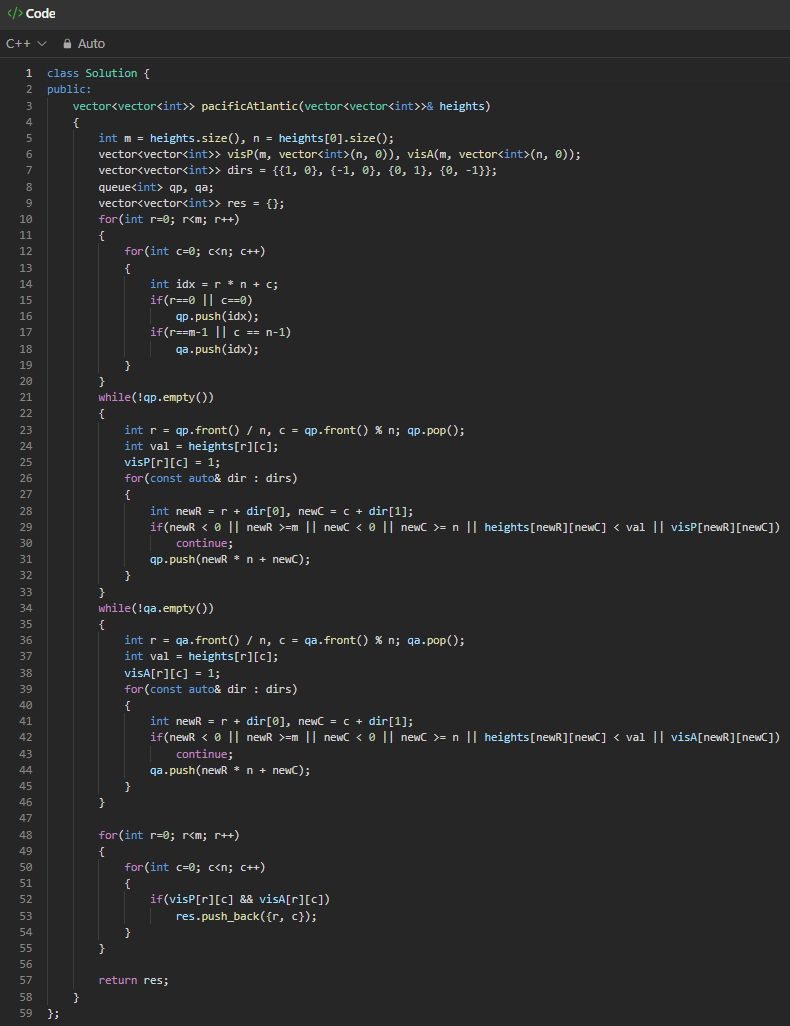 </> Code
C++ Auto
1 class Solution {
2 public:
3     vector<vector<int>> pacificAtlantic(vector<vector<int>>& heights)
4     {
5         int m = heights.size(), n = heights[0].size();
6         vector<vector<int>> visP(m, vector<int>(n, 0)), visA(m, vector<int>(n, 0));
7         vector<vector<int>> dirs = {{1, 0}, {-1, 0}, {0, 1}, {0, -1}};
8         queue<int> qp, qa;
9         vector<vector<int>> res = {};
10         for(int r=0; r<m; r++)
11         {
12             for(int c=0; c<n; c++)
13             {
14                 int idx = r * n + c;
15                 if(r==0 || c==0)
16                     qp.push(idx);
17                 if(r==m-1 || c == n-1)
18                     qa.push(idx);
19             }
20         }
21         while(!qp.empty())
22         {
23             int r = qp.front() / n, c = qp.front() % n; qp.pop();
24             int val = heights[r][c];
25             visP[r][c] = 1;
26             for(const auto& dir : dirs)
27             {
28                 int newR = r + dir[0], newC = c + dir[1];
29                 if(newR < 0 || newR >=m || newC < 0 || newC >= n || heights[newR][newC] < val || visP[newR][newC])
30                     continue;
31                 qp.push(newR * n + newC);
32             }
33         }
34         while(!qa.empty())
35         {
36             int r = qa.front() / n, c = qa.front() % n; qa.pop();
37             int val = heights[r][c];
38             visA[r][c] = 1;
39             for(const auto& dir : dirs)
40             {
41                 int newR = r + dir[0], newC = c + dir[1];
42                 if(newR < 0 || newR >=m || newC < 0 || newC >= n || heights[newR][newC] < val || visA[newR][newC])
43                     continue;
44                 qa.push(newR * n + newC);
45             }
46         }
47
48         for(int r=0; r<m; r++)
49         {
50             for(int c=0; c<n; c++)
51             {
52                 if(visP[r][c] && visA[r][c])
53                     res.push_back({r, c});
54             }
55         }
56
57         return res;
58     }
59 };